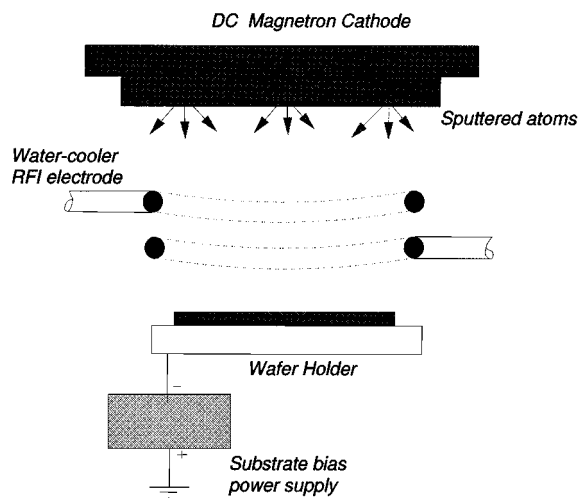 DC Magnetron Cathode
Sputtered atoms
Water-cooler
RFI electrode
Wafer Holder
−
+
Substrate bias
power supply